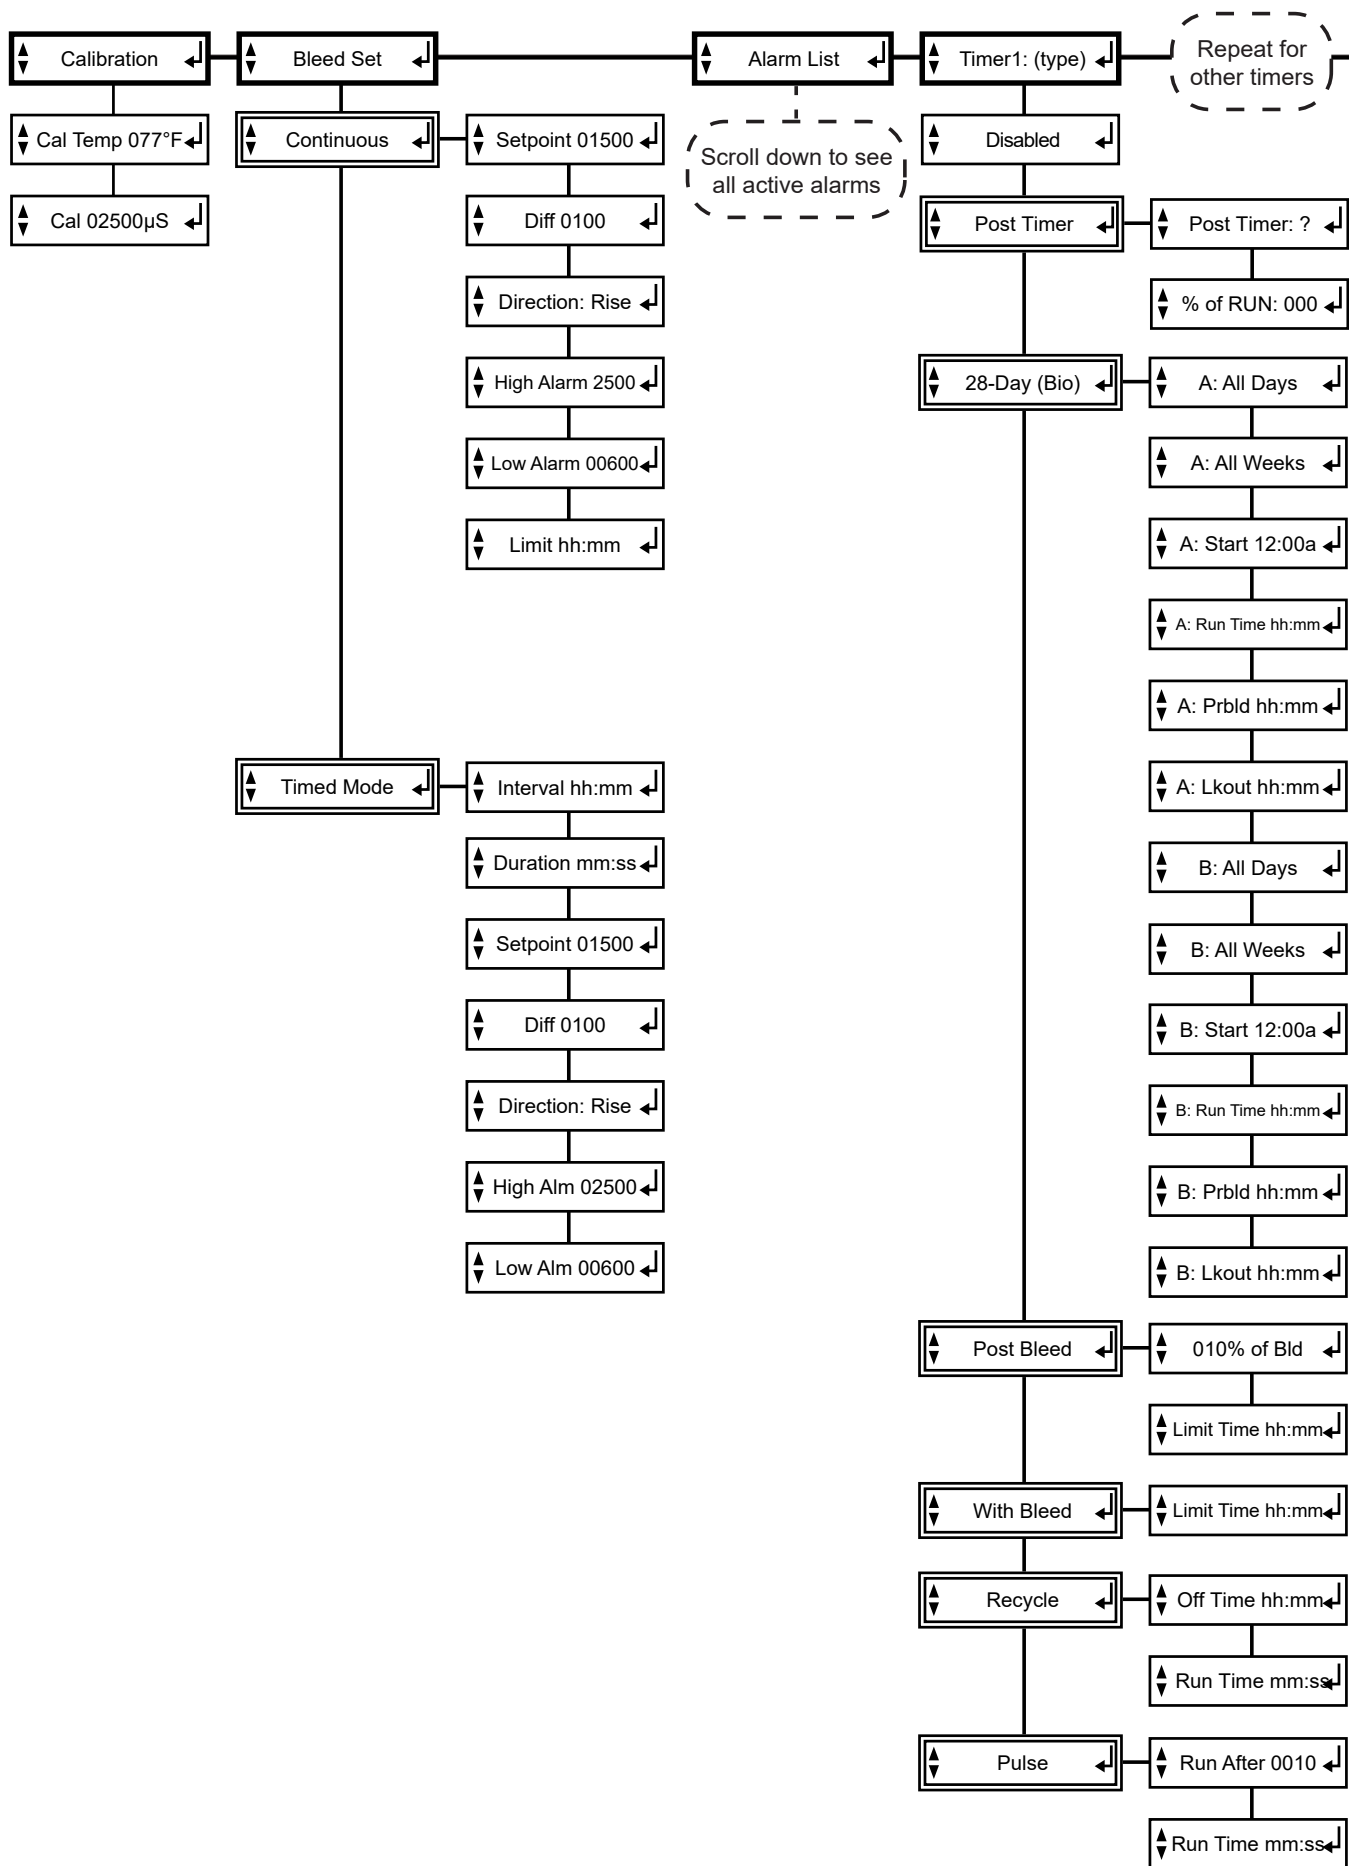 Calibration
Bleed Set
Alarm List
Timer1: (type)
Repeat for
other timers
Cal Temp 077°F
Cal 02500µS
Continuous
Setpoint 01500
Diff 0100
Direction: Rise
High Alarm 2500
Low Alarm 00600
Limit hh:mm
Timed Mode
Interval hh:mm
Duration mm:ss
Setpoint 01500
Diff 0100
Direction: Rise
High Alm 02500
Low Alm 00600
Scroll down to see
all active alarms
Disabled
Post Timer
Post Timer: ?
% of RUN: 000
28-Day (Bio)
A: All Days
A: All Weeks
A: Start 12:00a
A: Run Time hh:mm
A: Prbld hh:mm
A: Lkout hh:mm
B: All Days
B: All Weeks
B: Start 12:00a
B: Run Time hh:mm
B: Prbld hh:mm
B: Lkout hh:mm
Post Bleed
010% of Bld
Limit Time hh:mm
With Bleed
Limit Time hh:mm
Recycle
Off Time hh:mm
Run Time mm:ss
Pulse
Run After 0010
Run Time mm:ss